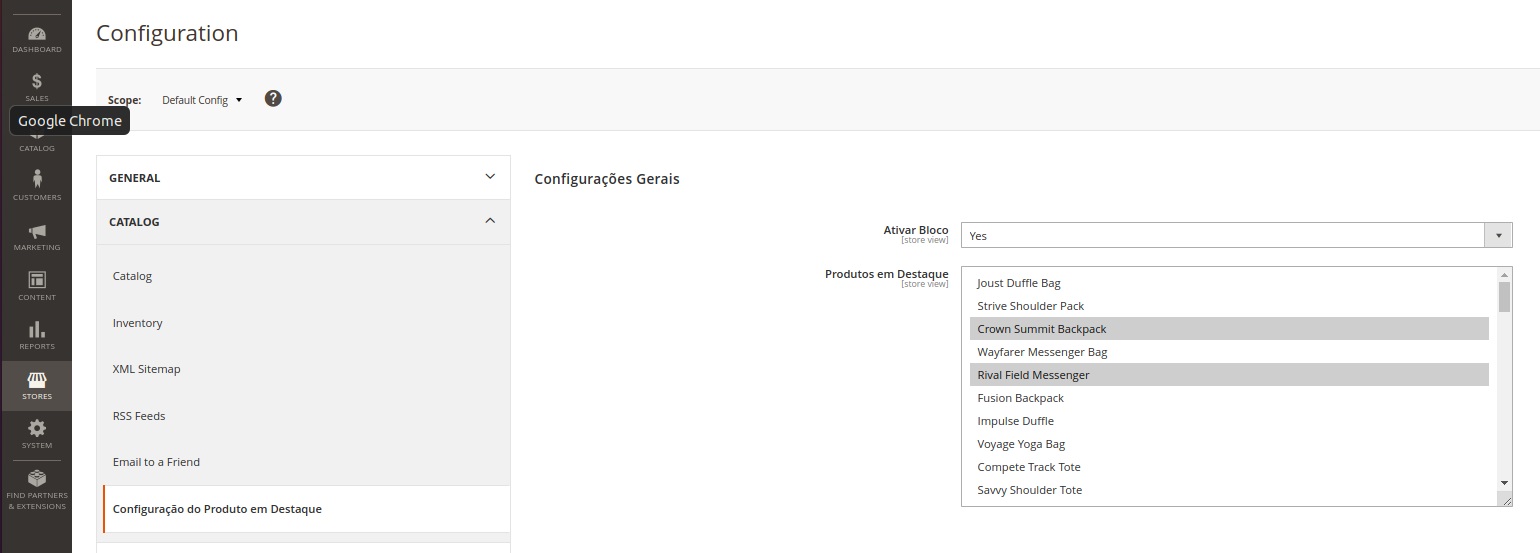 DASHBOARD
SALES
Google Chrome
CATALOG
CUSTOMERS
MARKETING
CONTENT
REPORTS
STORES
SYSTEM
FIND PARTNERS
& EXTENSIONS
Configuration
Scope:
Default Config
?
GENERAL
CATALOG
Catalog
Inventory
XML Sitemap
RSS Feeds
Email to a Friend
Configuração do Produto em Destaque
Configurações Gerais
Ativar Bloco
[store view]
Yes
Produtos em Destaque
[store view]
Joust Duffle Bag
Strive Shoulder Pack
Crown Summit Backpack
Wayfarer Messenger Bag
Rival Field Messenger
Fusion Backpack
Impulse Duffle
Voyage Yoga Bag
Compete Track Tote
Savvy Shoulder Tote